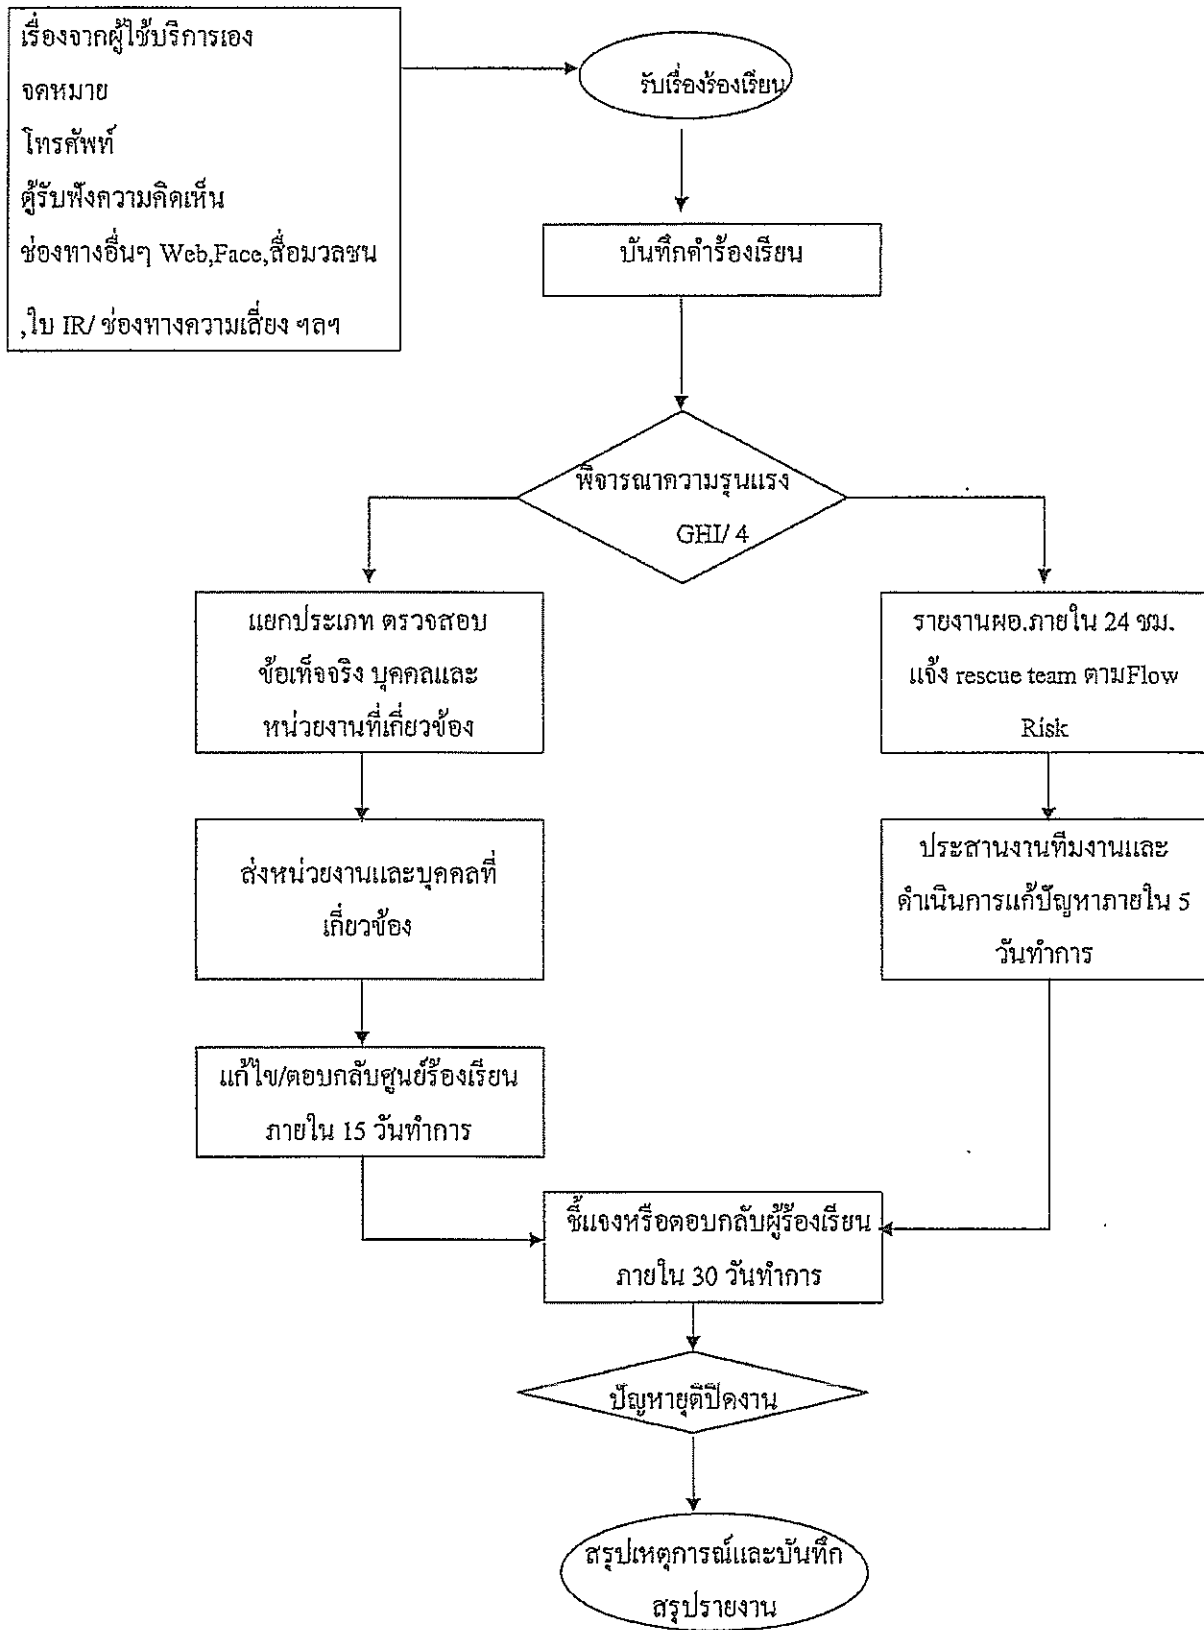 เรื่องจากผู้ใช้บริการเอง
จดหมาย
โทรศัพท์
ตู้รับฟังความคิดเห็น
ช่องทางอื่นๆ Web,Face,สื่อมวลชน
,ใบ IR/ ช่องทางความเสี่ยง ฯลฯ
รับเรื่องร้องเรียน
บันทึกคำร้องเรียน
พิจารณาความรุนแรง
GHI/ 4
แยกประเภท ตรวจสอบ
ข้อเท็จจริง บุคคลและ
หน่วยงานที่เกี่ยวข้อง
ส่งหน่วยงานและบุคคลที่
เกี่ยวข้อง
แก้ไข/ตอบกลับศูนย์ร้องเรียน
ภายใน 15 วันทำการ
รายงานผอ.ภายใน 24 ชม.
แจ้ง rescue team ตามFlow
Risk
ประสานงานทีมงานและ
ดำเนินการแก้ปัญหาภายใน 5
วันทำการ
ชี้แจงหรือตอบกลับผู้ร้องเรียน
ภายใน 30 วันทำการ
ปัญหายุติปิดงาน
สรุปเหตุการณ์และบันทึก
สรุปรายงาน